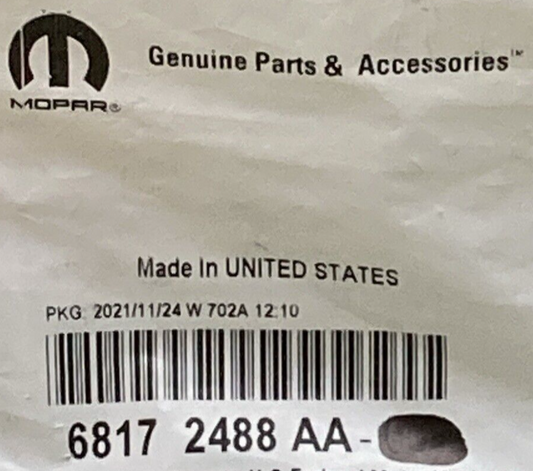 Genuine Parts & Accessories™
MOPAR®
Made In UNITED STATES
PKG: 2021/11/24 W 702A 12:10
6817 2488 AA-